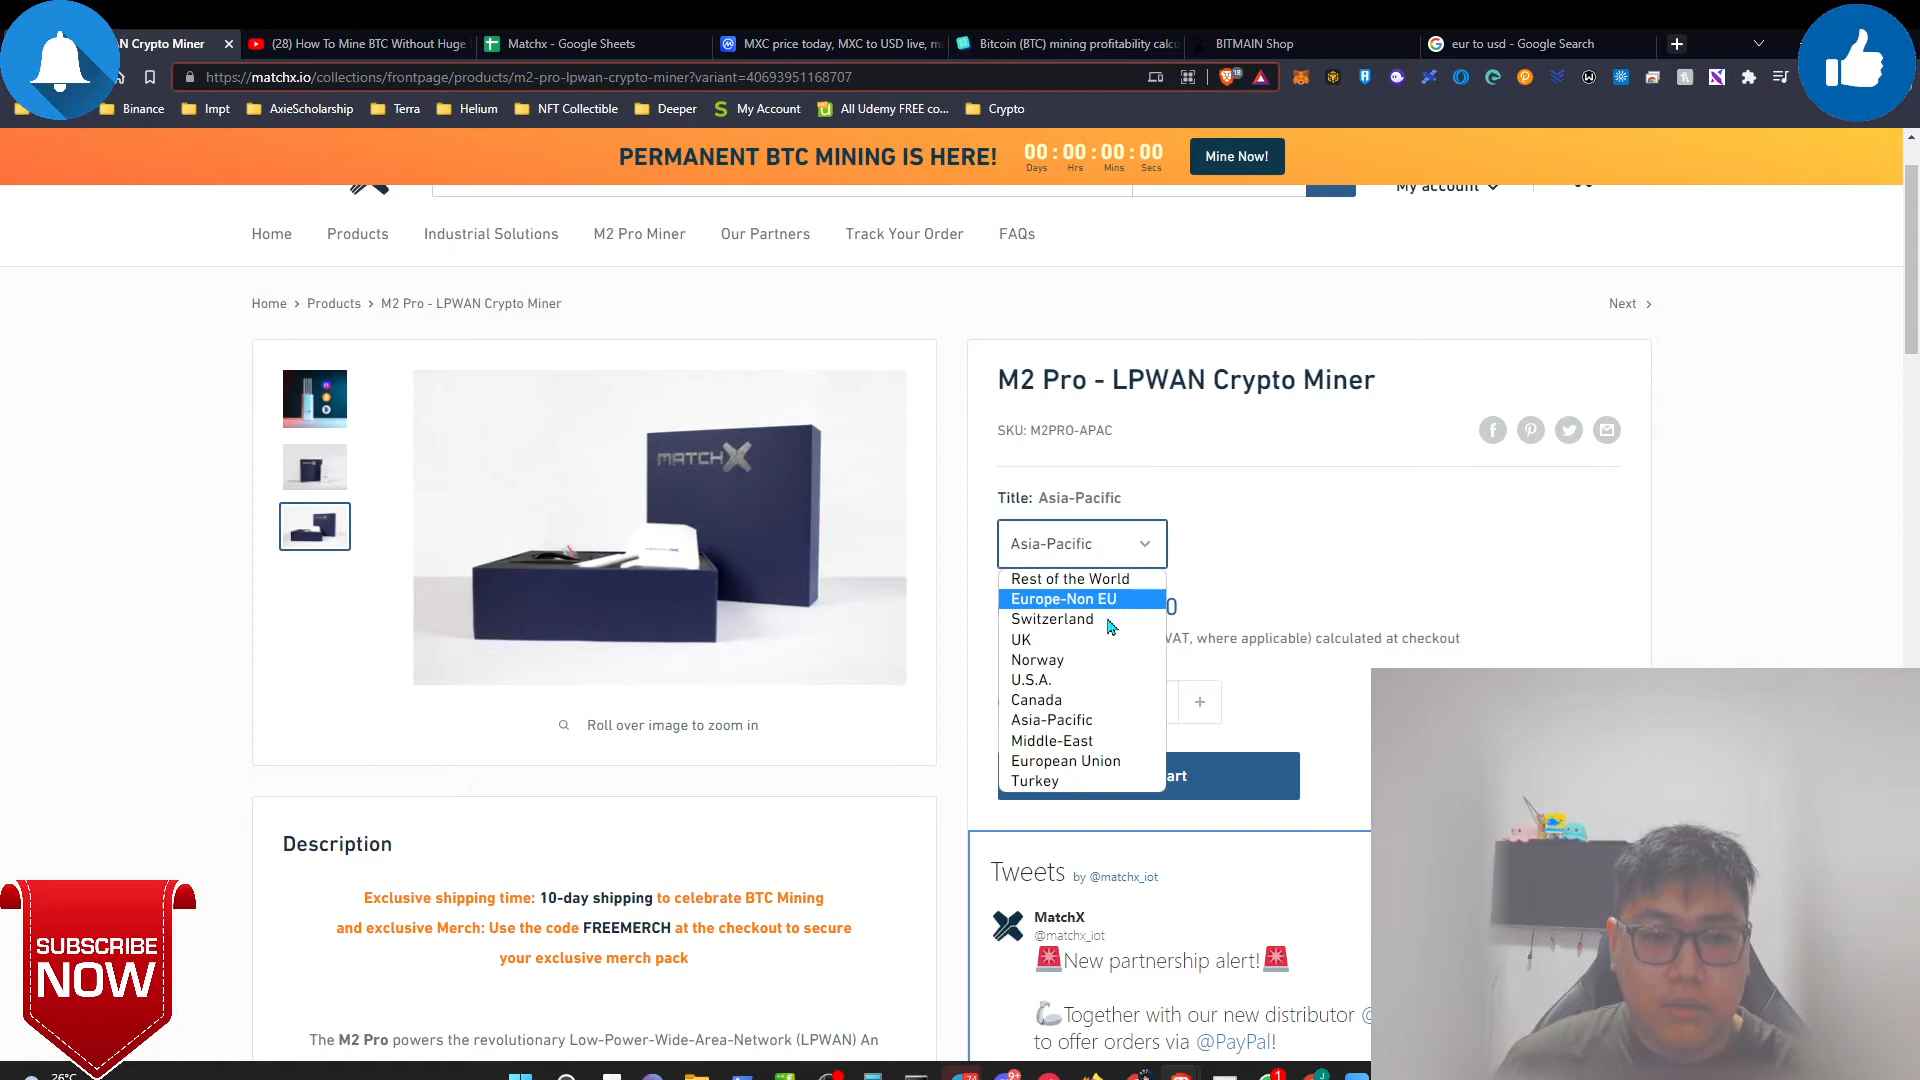 N Crypto Miner
(28) How To Mine BTC Without Huge
Matchx - Google Sheets
MXC price today, MXC to USD live, m
Bitcoin (BTC) mining profitability calcu
BITMAIN Shop
eur to usd - Google Search
https://matchx.io/collections/frontpage/products/m2-pro-lpwan-crypto-miner?variant=40693951168707
18
Binance
Impt
AxieScholarship
Terra
Helium
NFT Collectible
Deeper
My Account
All Udemy FREE co...
Crypto
PERMANENT BTC MINING IS HERE!
00 : 00 : 00 : 00
Days Hrs Mins Secs
Mine Now!
My account
Home
Products
Industrial Solutions
M2 Pro Miner
Our Partners
Track Your Order
FAQs
Home > Products > M2 Pro - LPWAN Crypto Miner
Next >
MATCHX
M2 Pro - LPWAN Crypto Miner
SKU: M2PRO-APAC
Title: Asia-Pacific
Asia-Pacific
Rest of the World
Europe-Non EU
Switzerland
UK
Norway
U.S.A.
Canada
Asia-Pacific
Middle-East
European Union
Turkey
0
VAT, where applicable) calculated at checkout
+
art
Roll over image to zoom in
Description
Exclusive shipping time: 10-day shipping to celebrate BTC Mining
and exclusive Merch: Use the code FREEMERCH at the checkout to secure
your exclusive merch pack
The M2 Pro powers the revolutionary Low-Power-Wide-Area-Network (LPWAN) An
Tweets by @matchx_iot
MatchX
@matchx_iot
🚨New partnership alert!🚨
🦾Together with our new distributor @
to offer orders via @PayPal!
SUBSCRIBE
NOW
26°C